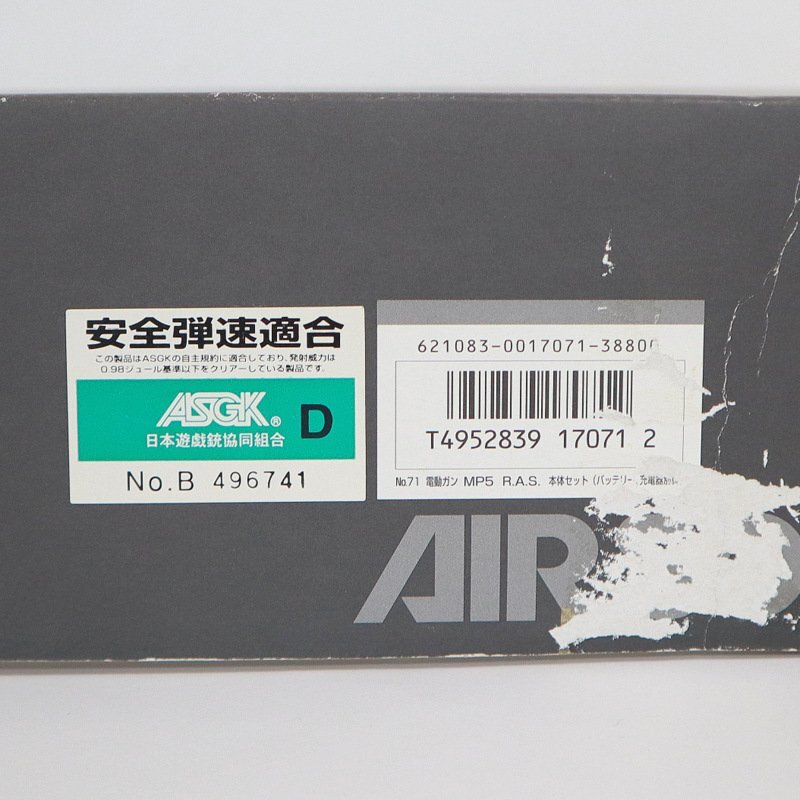 安全弾速適合
この製品はASGKの自主規約に適合しており、発射威力は
0.98ジュール基準以下をクリアーしている製品です。
ASGK® D
日本遊戯銃協同組合
No.B 496741
621083-0017071-38800
T4952839 17071 2
No.71 電動ガン MP5 R.A.S. 本体セット (バッテリー
AIR